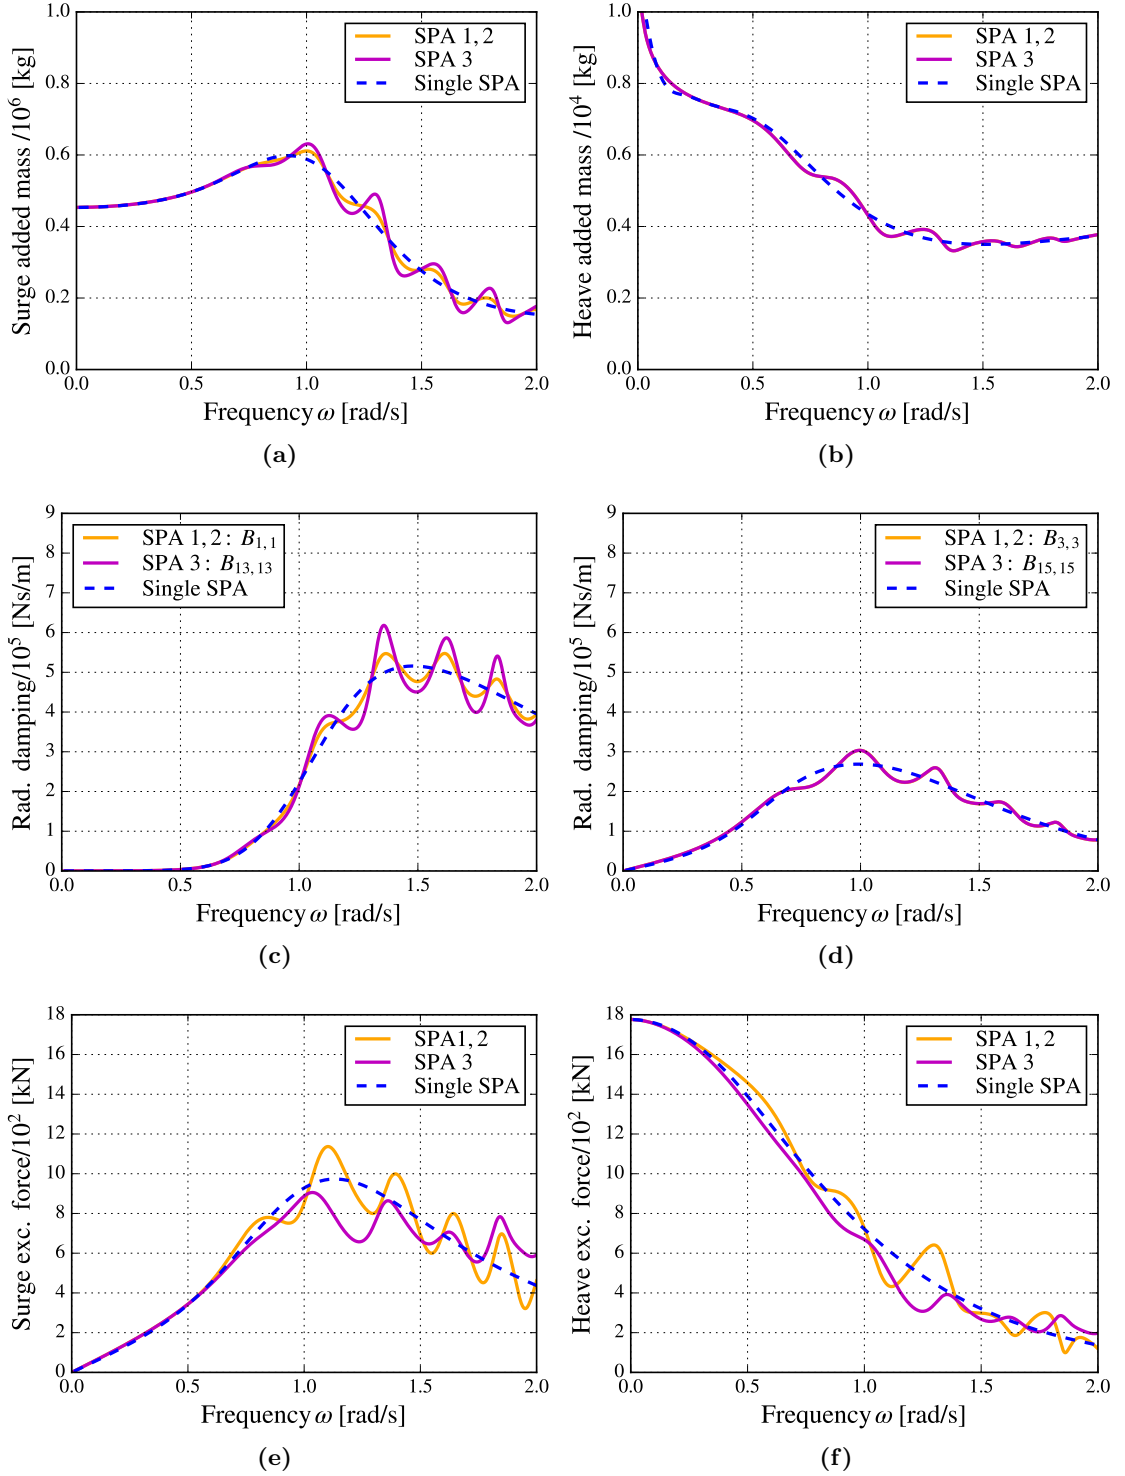 Surge added mass /10^6 [kg]
1.0
0.8
0.6
0.4
0.2
0.0
SPA 1, 2
SPA 3
Single SPA
0.0 0.5 1.0 1.5 2.0
Frequency ω [rad/s]
(a)
Heave added mass /10^4 [kg]
1.0
0.8
0.6
0.4
0.2
0.0
SPA 1, 2
SPA 3
Single SPA
0.0 0.5 1.0 1.5 2.0
Frequency ω [rad/s]
(b)
Rad. damping/10^5 [Ns/m]
9
8
7
6
5
4
3
2
1
0
SPA 1, 2 : B_{1,1}
SPA 3 : B_{13,13}
Single SPA
0.0 0.5 1.0 1.5 2.0
Frequency ω [rad/s]
(c)
Rad. damping/10^5 [Ns/m]
9
8
7
6
5
4
3
2
1
0
SPA 1, 2 : B_{3,3}
SPA 3 : B_{15,15}
Single SPA
0.0 0.5 1.0 1.5 2.0
Frequency ω [rad/s]
(d)
Surge exc. force/10^2 [kN]
18
16
14
12
10
8
6
4
2
0
SPA1, 2
SPA 3
Single SPA
0.0 0.5 1.0 1.5 2.0
Frequency ω [rad/s]
(e)
Heave exc. force/10^2 [kN]
18
16
14
12
10
8
6
4
2
0
SPA 1, 2
SPA 3
Single SPA
0.0 0.5 1.0 1.5 2.0
Frequency ω [rad/s]
(f)